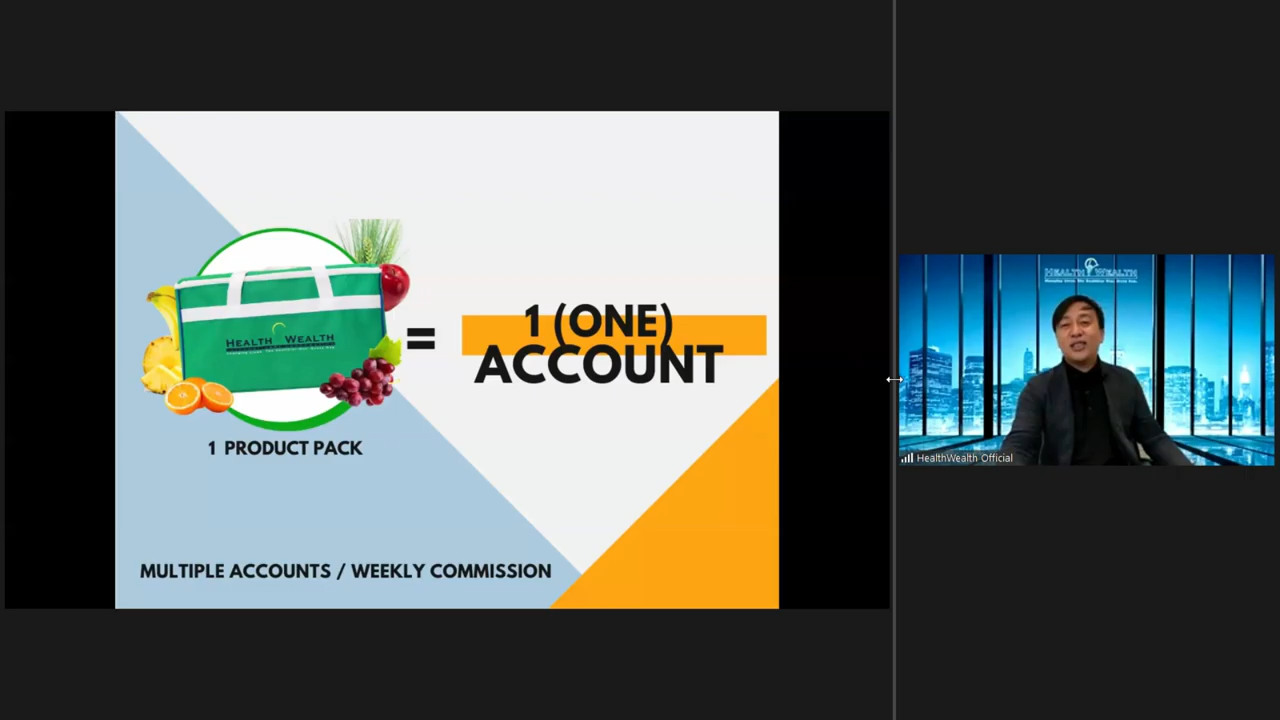 HEALTH WEALTH
1 PRODUCT PACK
=
1 (ONE)
ACCOUNT
MULTIPLE ACCOUNTS / WEEKLY COMMISSION
HEALTH WEALTH
HealthWealth Official